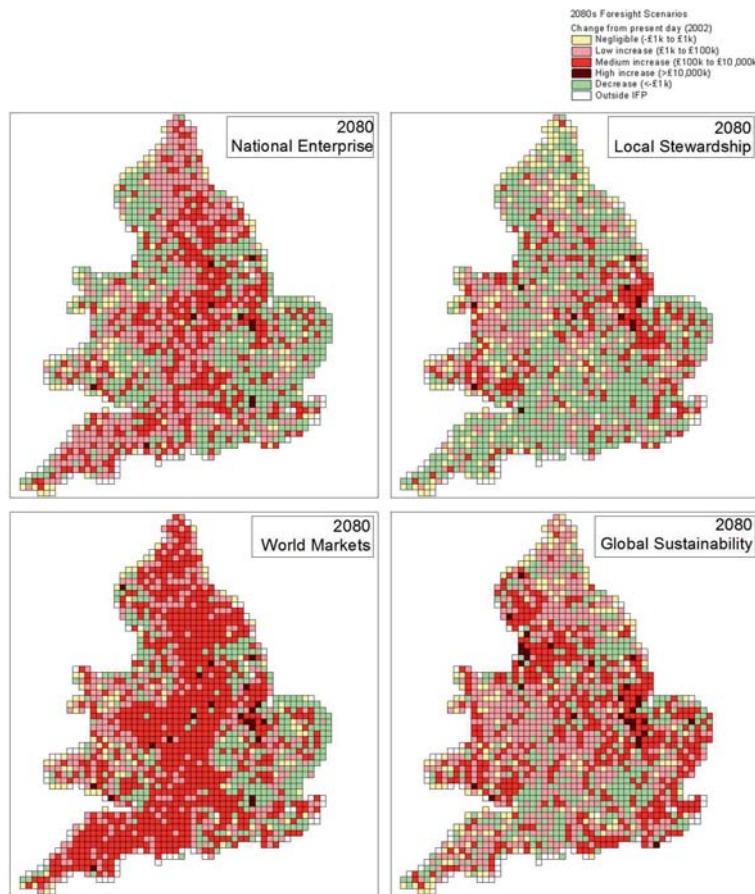 2080s Foresight Scenarios
Change from present day (2002)
Negligible (-£1k to £1k)
Low increase (£1k to £100k)
Medium increase (£100k to £10,000k)
High increase (>£10,000k)
Decrease (<-£1k)
Outside IFP
2080
National Enterprise
2080
Local Stewardship
2080
World Markets
2080
Global Sustainability